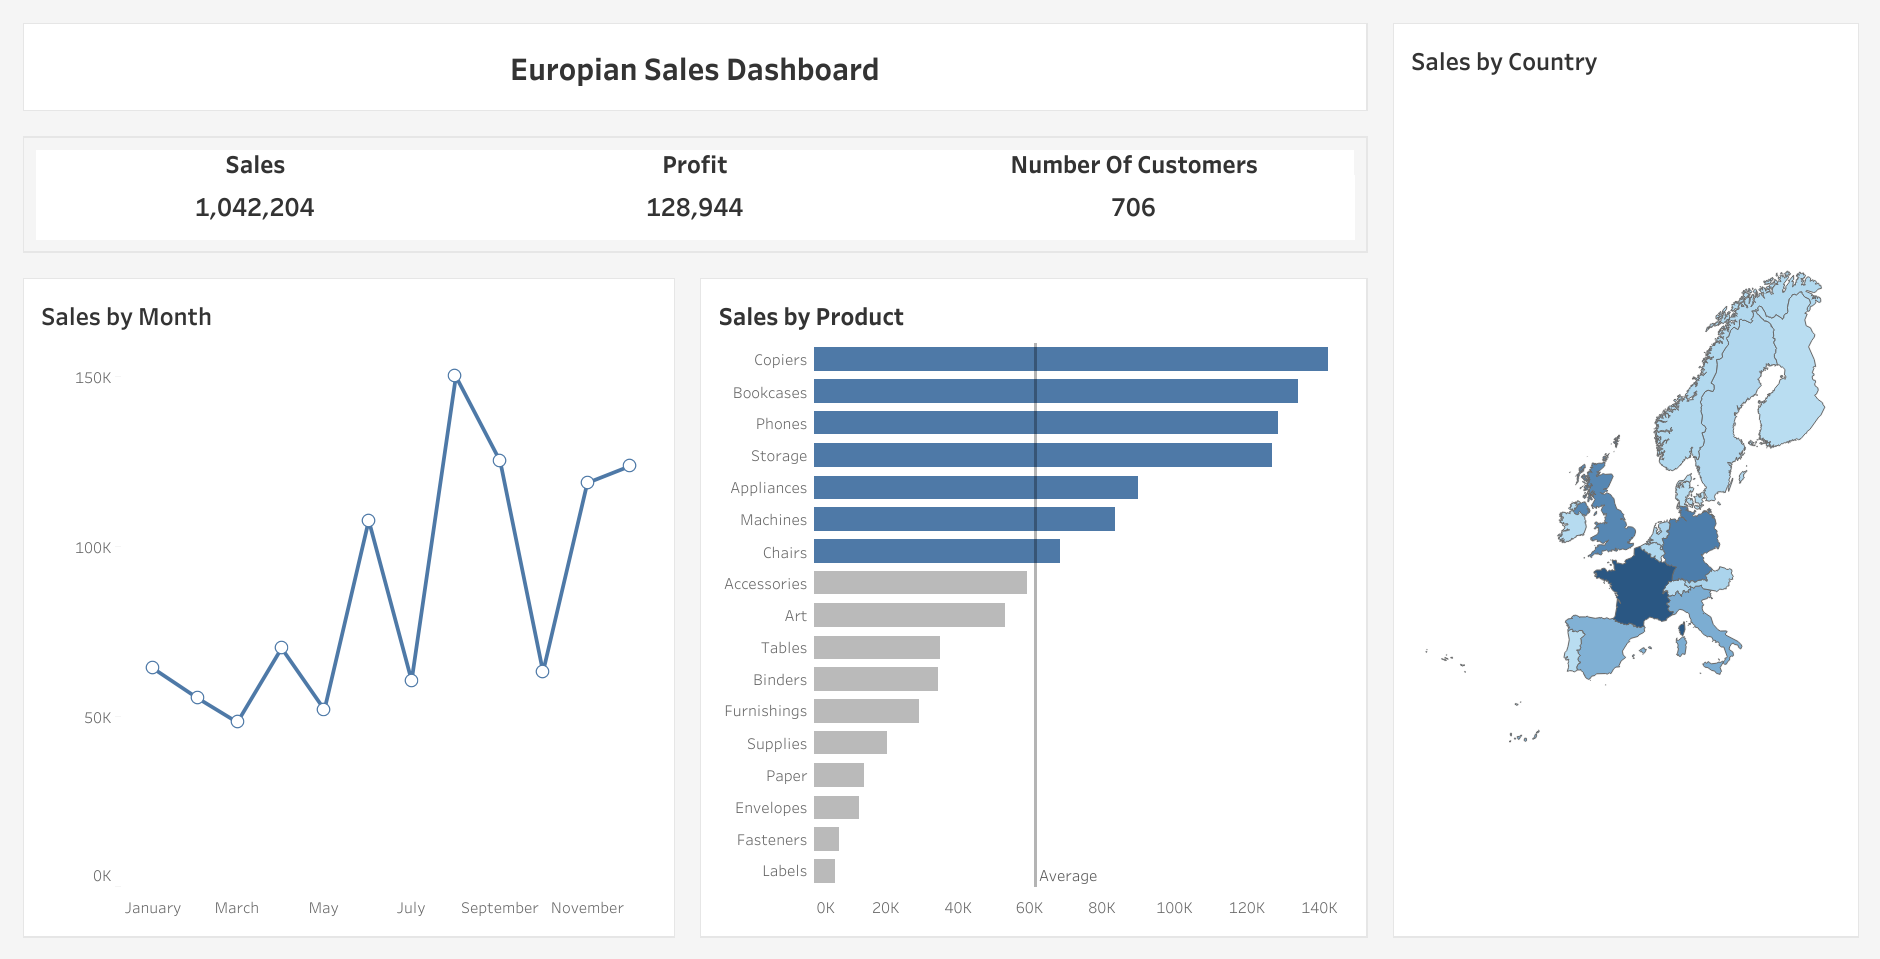 Europian Sales Dashboard
Sales by Country
Sales
Profit
Number Of Customers
1,042,204
128,944
706
Sales by Month
150K
100K
50K
0K
January
March
May
July
September
November
Sales by Product
Copiers
Bookcases
Phones
Storage
Appliances
Machines
Chairs
Accessories
Art
Tables
Binders
Furnishings
Supplies
Paper
Envelopes
Fasteners
Labels
Average
0K
20K
40K
60K
80K
100K
120K
140K